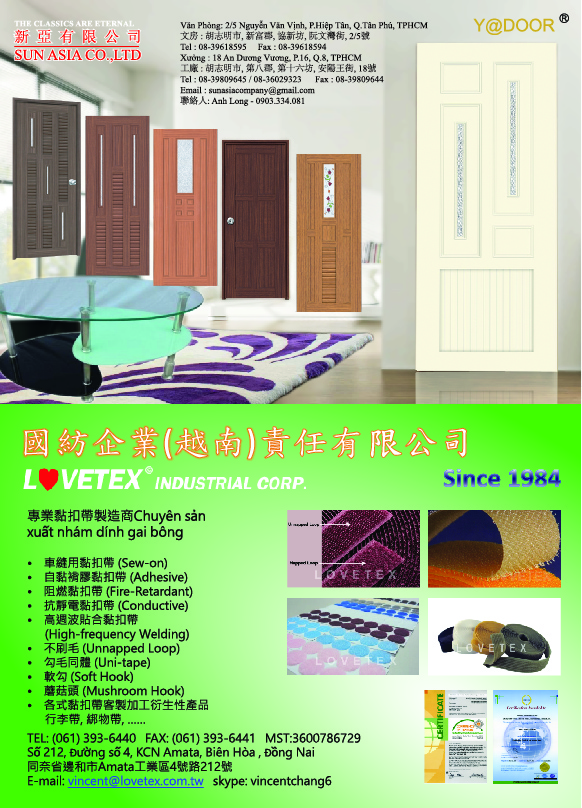 THE CLASSICS ARE ETERNAL
新亞有限公司
SUN ASIA CO.,LTD
Văn Phòng: 2/5 Nguyễn Văn Vịnh, P.Hiệp Tân, Q.Tân Phú, TPHCM
文房 : 胡志明市, 新富郡, 協新坊, 阮文灣街, 2/5號
Tel : 08-39618595 Fax : 08-39618594
Xưởng : 18 An Dương Vương, P.16, Q.8, TPHCM
工廠 : 胡志明市, 第八郡, 第十六坊, 安陽王街, 18號
Tel : 08-39809645 / 08-36029323 Fax : 08-39809644
Email : sunasiacompany@gmail.com
聯絡人: Anh Long - 0903.334.081
Y@DOOR ®
國紡企業(越南)責任有限公司
LOVETEX® INDUSTRIAL CORP.
Since 1984
專業黏扣帶製造商Chuyên sản
xuất nhám dính gai bông
• 車縫用黏扣帶 (Sew-on)
• 自黏褙膠黏扣帶 (Adhesive)
• 阻燃黏扣帶 (Fire-Retardant)
• 抗靜電黏扣帶 (Conductive)
• 高週波貼合黏扣帶
(High-frequency Welding)
• 不刷毛 (Unnapped Loop)
• 勾毛同體 (Uni-tape)
• 軟勾 (Soft Hook)
• 蘑菇頭 (Mushroom Hook)
• 各式黏扣帶客製加工衍生性產品
行李帶, 綁物帶, ......
Unnapped Loop
Napped Loop
LOVETEX
LOVETEX
LOVETEX
LOVETEX
CERTIFICATE
TEL: (061) 393-6440 FAX: (061) 393-6441 MST:3600786729
Số 212, Đường số 4, KCN Amata, Biên Hòa , Đồng Nai
同奈省邊和市Amata工業區4號路212號
E-mail: vincent@lovetex.com.tw skype: vincentchang6